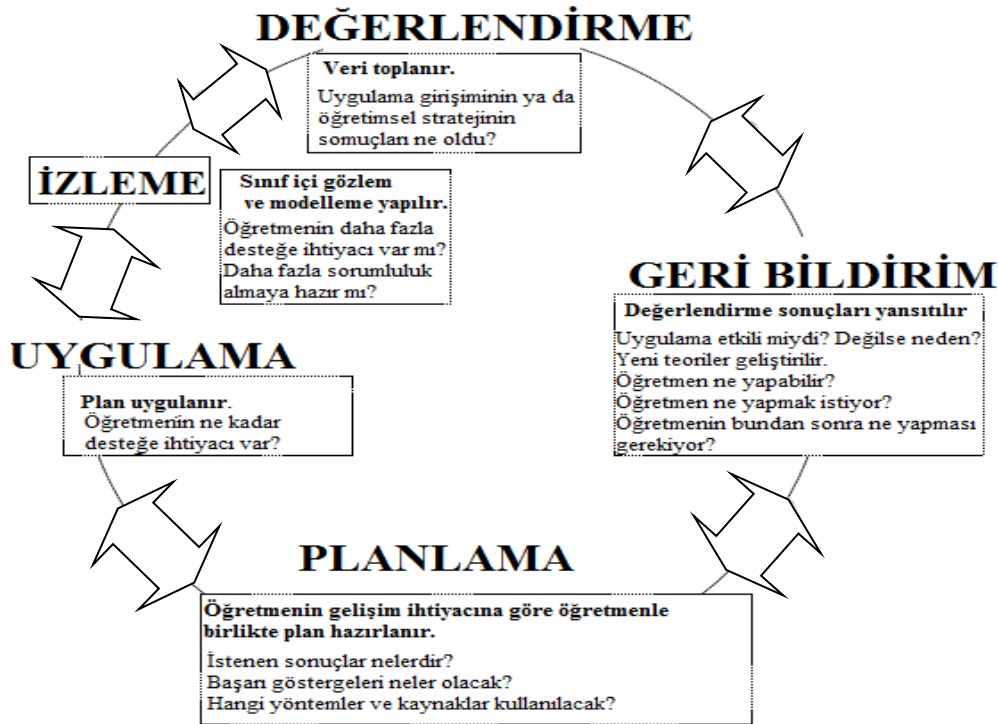 DEĞERLENDİRME
Veri toplanır.
Uygulama girişiminin ya da
öğretimsel stratejinin
somuçları ne oldu?
İZLEME
Sınıf içi gözlem
ve modelleme yapılır.
Öğretmenin daha fazla
desteğe ihtiyacı var mı?
Daha fazla sorumluluk
almaya hazır mı?
GERİ BİLDİRİM
Değerlendirme sonuçları yansıtılır
Uygulama etkili miydi? Değilse neden?
Yeni teoriler geliştirilir.
Öğretmen ne yapabilir?
Öğretmen ne yapmak istiyor?
Öğretmenin bundan sonra ne yapması
gerekiyor?
UYGULAMA
Plan uygulanır.
Öğretmenin ne kadar
desteğe ihtiyacı var?
PLANLAMA
Öğretmenin gelişim ihtiyacına göre öğretmenle
birlikte plan hazırlanır.
İstenen sonuçlar nelerdir?
Başarı göstergeleri neler olacak?
Hangi yöntemler ve kaynaklar kullanılacak?